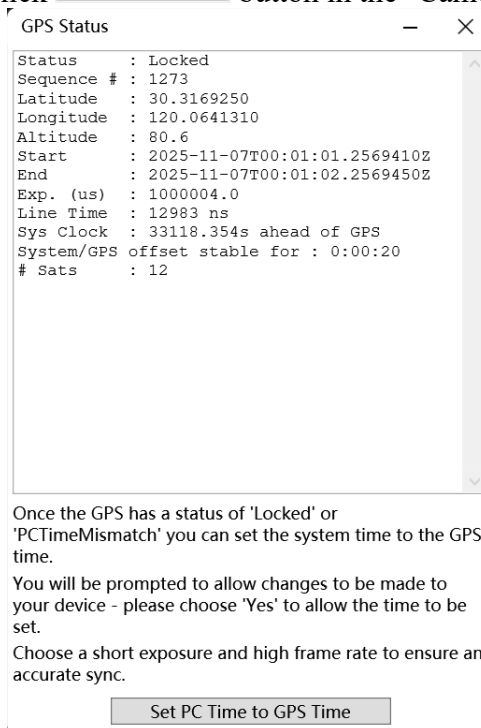 button in the
GPS Status
Status : Locked
Sequence # : 1273
Latitude : 30.3169250
Longitude : 120.0641310
Altitude : 80.6
Start : 2025-11-07T00:01:01.2569410Z
End : 2025-11-07T00:01:02.2569450Z
Exp. (us) : 1000004.0
Line Time : 12983 ns
Sys Clock : 33118.354s ahead of GPS
System/GPS offset stable for : 0:00:20
# Sats : 12
Once the GPS has a status of 'Locked' or
'PCTimeMismatch' you can set the system time to the GPS
time.
You will be prompted to allow changes to be made to
your device - please choose 'Yes' to allow the time to be
set.
Choose a short exposure and high frame rate to ensure an
accurate sync.
Set PC Time to GPS Time